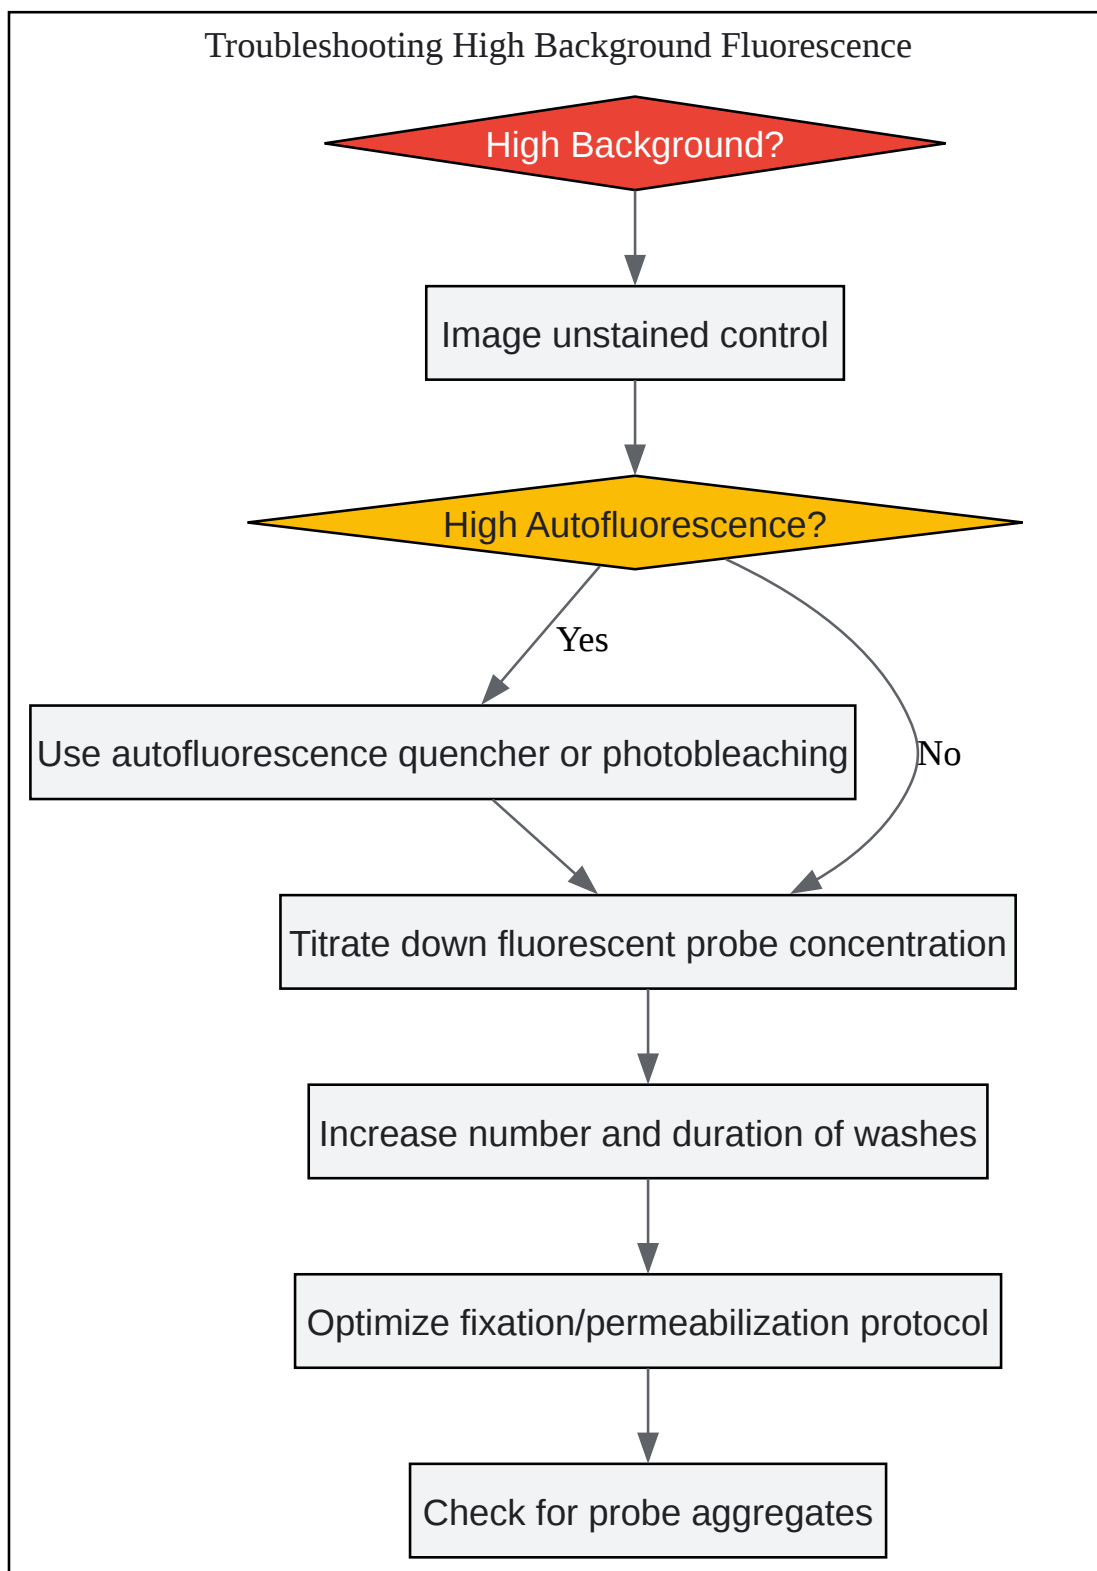 Troubleshooting High Background Fluorescence
High Background?
Image unstained control
High Autofluorescence?
Yes
Use autofluorescence quencher or photobleaching
No
Titrate down fluorescent probe concentration
Increase number and duration of washes
Optimize fixation/permeabilization protocol
Check for probe aggregates